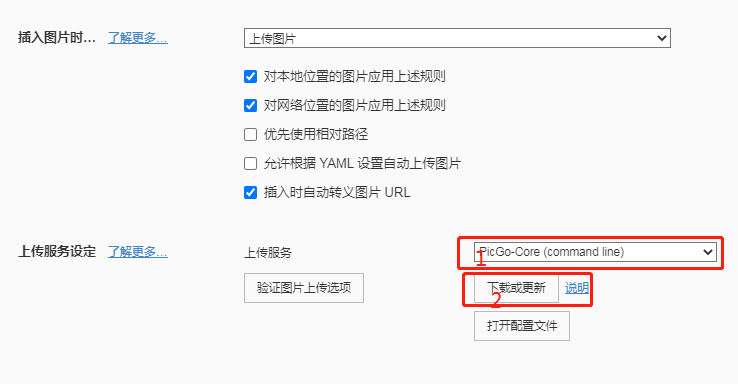 插入图片时… 了解更多… 上传图片
对本地位置的图片应用上述规则
对网络位置的图片应用上述规则
优先使用相对路径
允许根据 YAML 设置自动上传图片
插入时自动转义图片 URL
上传服务设定 了解更多… 上传服务 PicGo-Core (command line)
1
验证图片上传选项 下载或更新 说明
2
打开配置文件